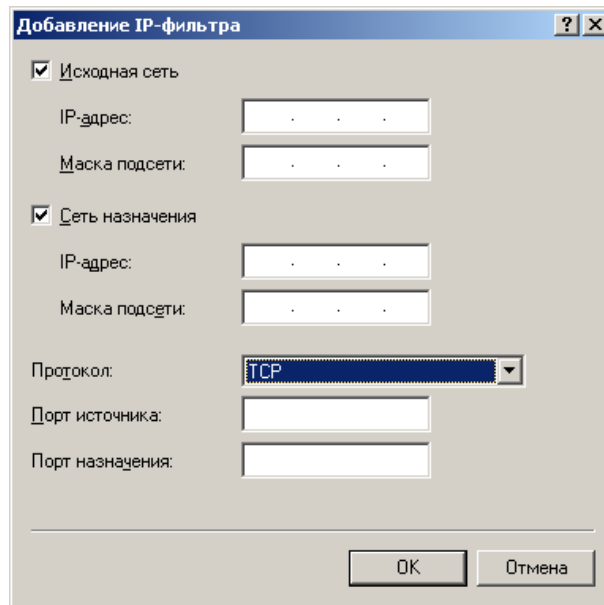 Добавление IP-фильтра
Исходная сеть
IP-адрес:
Маска подсети:
Сеть назначения
IP-адрес:
Маска подсети:
Протокол: TCP
Порт источника:
Порт назначения:
OK Отмена